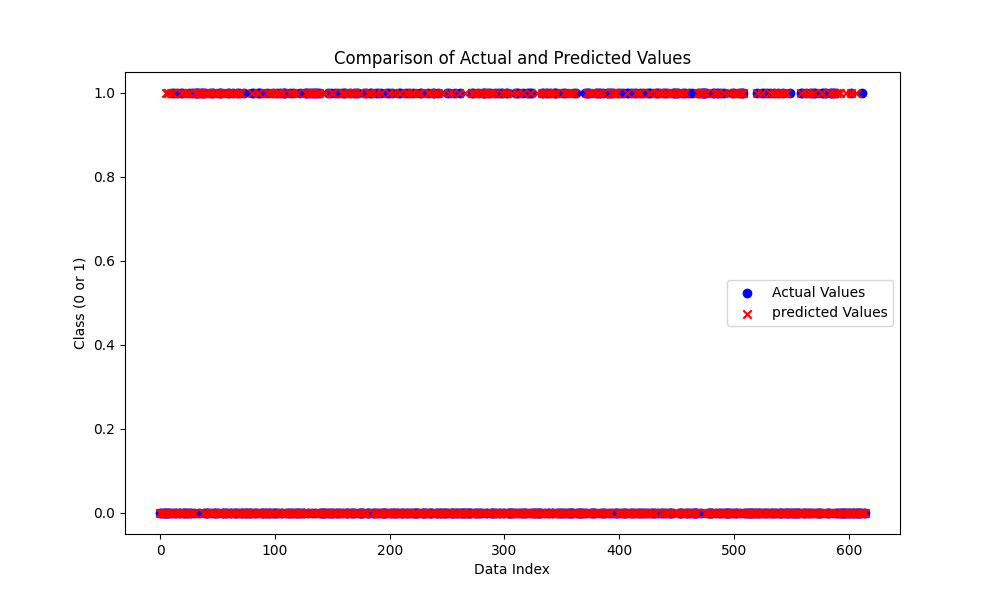 Comparison of Actual and Predicted Values
1.0
0.8
0.6
0.4
0.2
0.0
Class (0 or 1)
Actual Values
predicted Values
0 100 200 300 400 500 600
Data Index